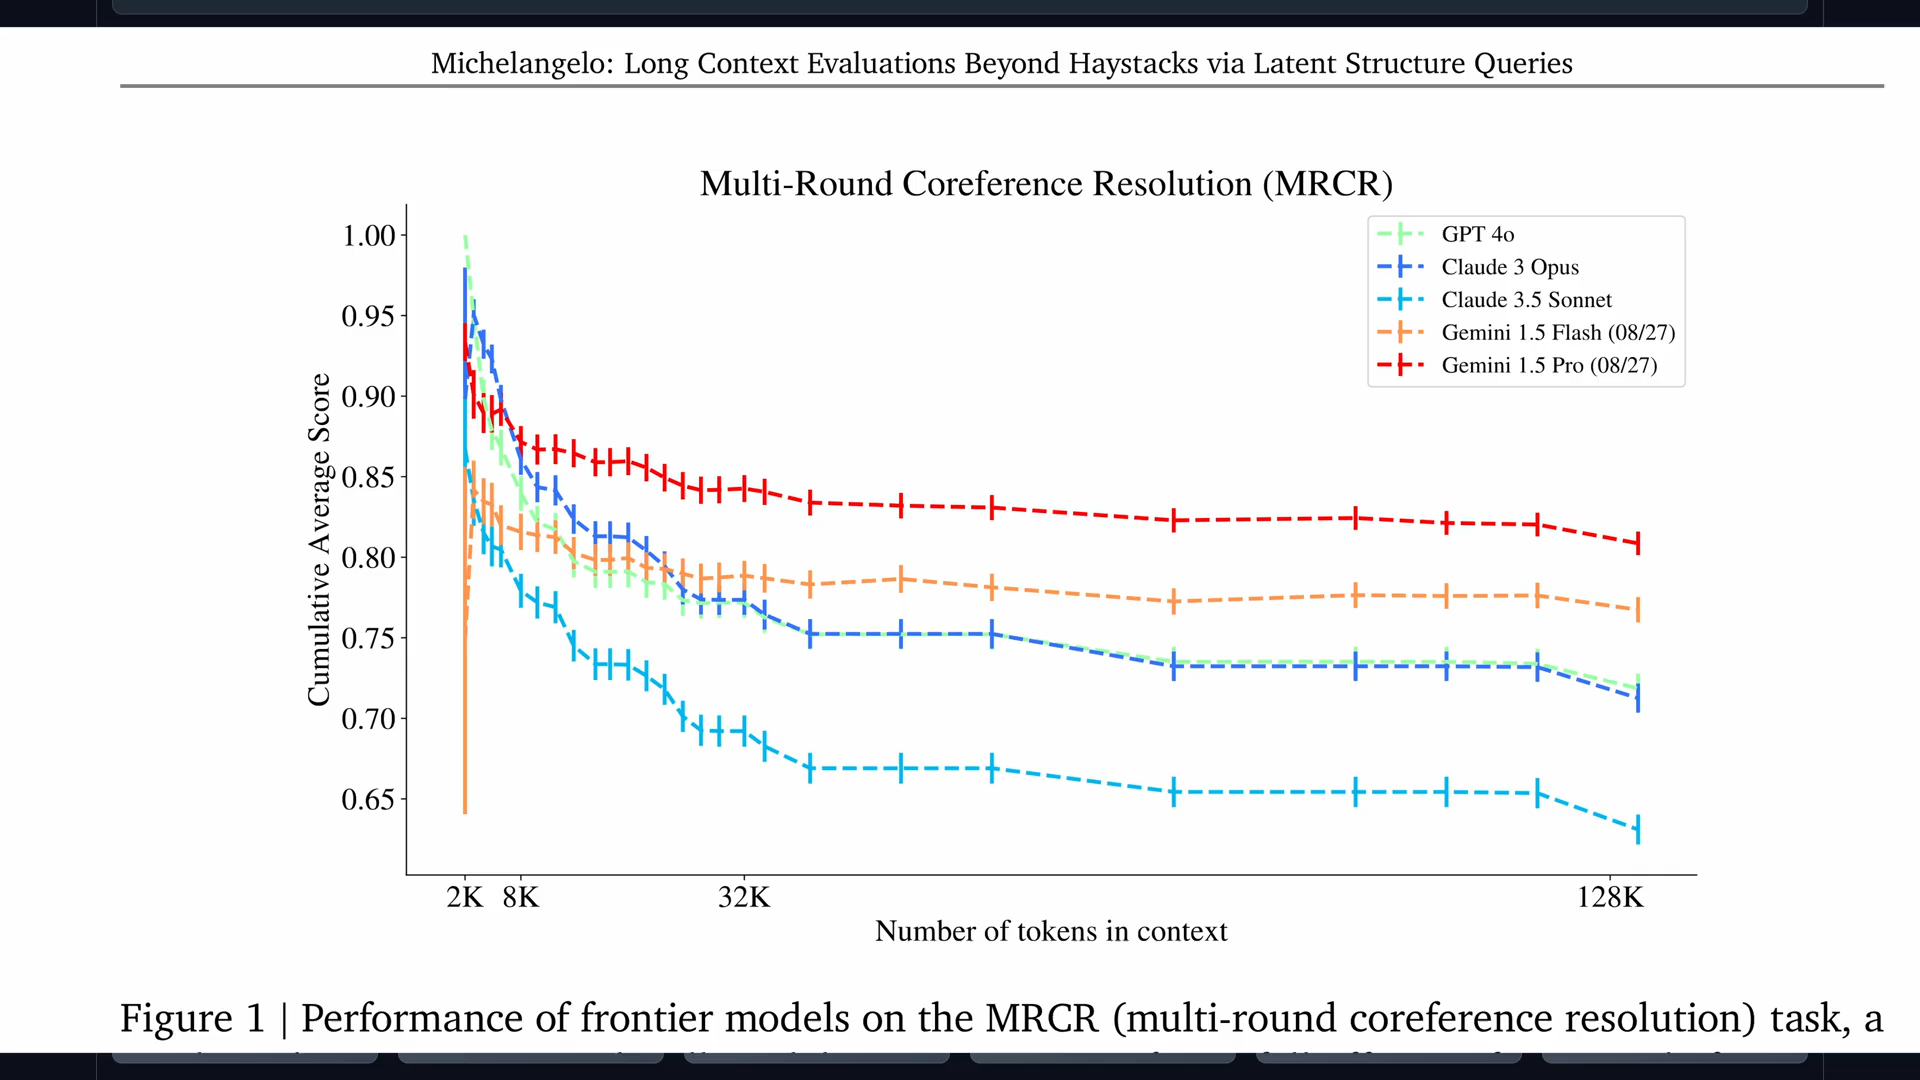 Michelangelo: Long Context Evaluations Beyond Haystacks via Latent Structure Queries
Multi-Round Coreference Resolution (MRCR)
GPT 4o
Claude 3 Opus
Claude 3.5 Sonnet
Gemini 1.5 Flash (08/27)
Gemini 1.5 Pro (08/27)
Cumulative Average Score
1.00
0.95
0.90
0.85
0.80
0.75
0.70
0.65
2K 8K 32K 128K
Number of tokens in context
Figure 1 | Performance of frontier models on the MRCR (multi-round coreference resolution) task, a